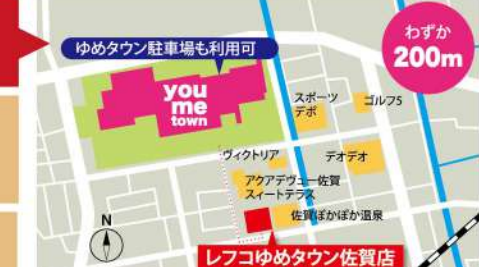 ゆめタウン駐車場も利用可
わずか
200m
you
me
town
スポーツ
デポ
ゴルフ5
ヴィクトリア
デオデオ
アクアデヴュー佐賀
スィートテラス
佐賀ぽかぽか温泉
N
レフコゆめタウン佐賀店